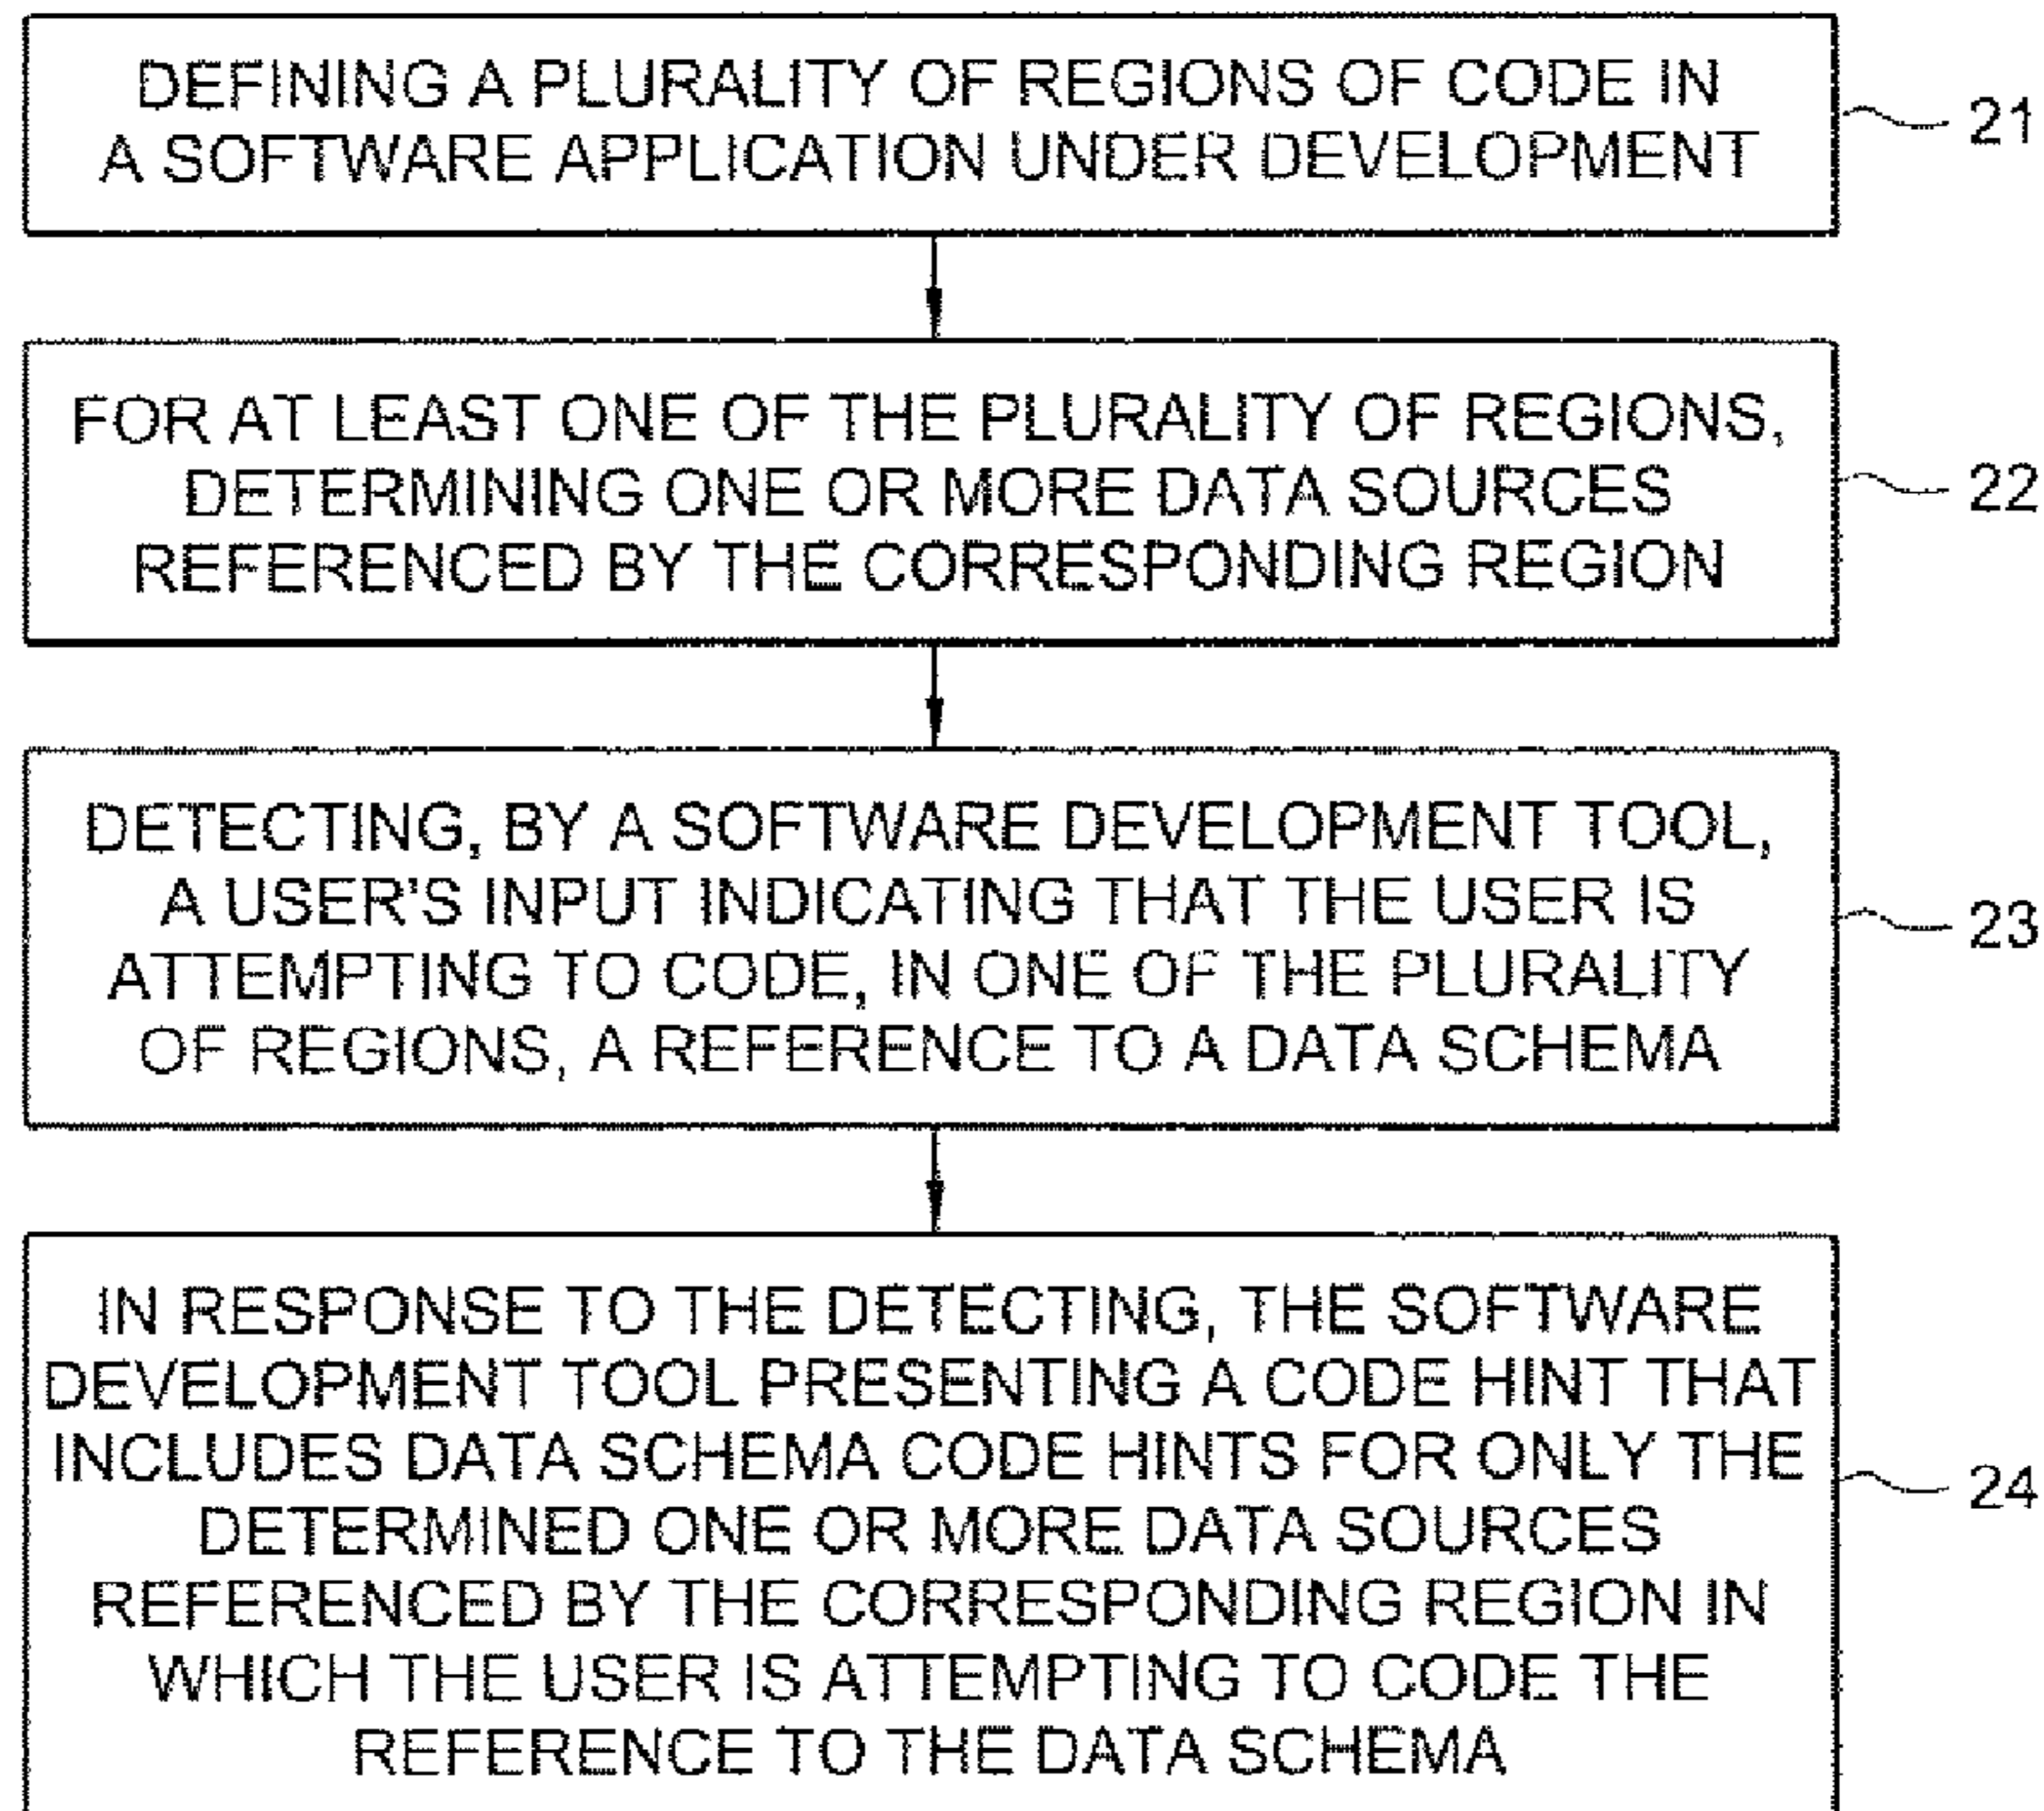 DEFINING A PLURALITY OF REGIONS OF CODE IN
A SOFTWARE APPLICATION UNDER DEVELOPMENT
21
FOR AT LEAST ONE OF THE PLURALITY OF REGIONS,
DETERMINING ONE OR MORE DATA SOURCES
REFERENCED BY THE CORRESPONDING REGION
22
DETECTING, BY A SOFTWARE DEVELOPMENT TOOL,
A USER'S INPUT INDICATING THAT THE USER IS
ATTEMPTING TO CODE, IN ONE OF THE PLURALITY
OF REGIONS, A REFERENCE TO A DATA SCHEMA
23
IN RESPONSE TO THE DETECTING, THE SOFTWARE
DEVELOPMENT TOOL PRESENTING A CODE HINT THAT
INCLUDES DATA SCHEMA CODE HINTS FOR ONLY THE
DETERMINED ONE OR MORE DATA SOURCES
REFERENCED BY THE CORRESPONDING REGION IN
WHICH THE USER IS ATTEMPTING TO CODE THE
REFERENCE TO THE DATA SCHEMA
24